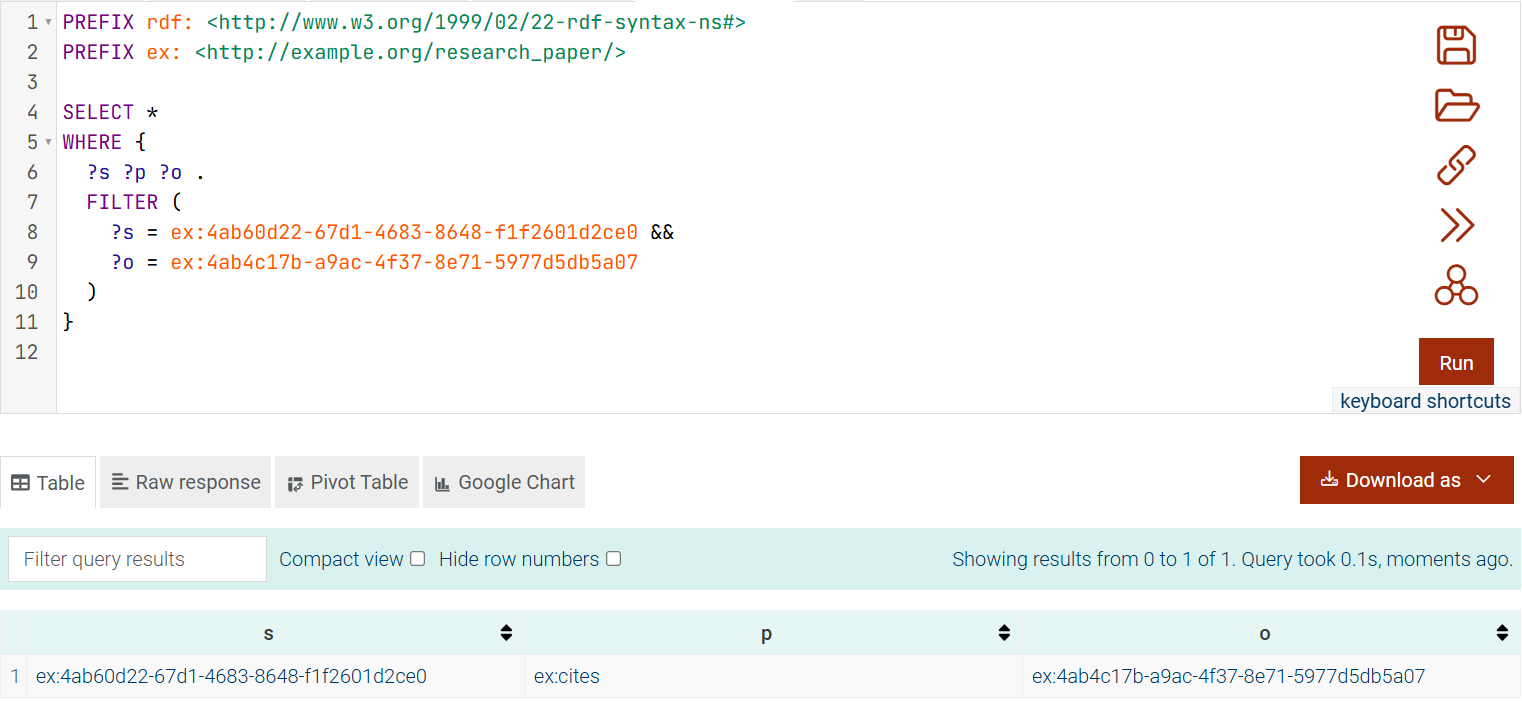 1 PREFIX rdf: <http://www.w3.org/1999/02/22-rdf-syntax-ns#>
2 PREFIX ex: <http://example.org/research_paper/>
3
4 SELECT *
5 WHERE {
6 ?s ?p ?o .
7 FILTER (
8 ?s = ex:4ab60d22-67d1-4683-8648-f1f2601d2ce0 &&
9 ?o = ex:4ab4c17b-a9ac-4f37-8e71-5977d5db5a07
10 )
11 }
12
Run
keyboard shortcuts
Table Raw response Pivot Table Google Chart Download as
Filter query results Compact view Hide row numbers Showing results from 0 to 1 of 1. Query took 0.1s, moments ago.
s p o
1 ex:4ab60d22-67d1-4683-8648-f1f2601d2ce0 ex:cites ex:4ab4c17b-a9ac-4f37-8e71-5977d5db5a07